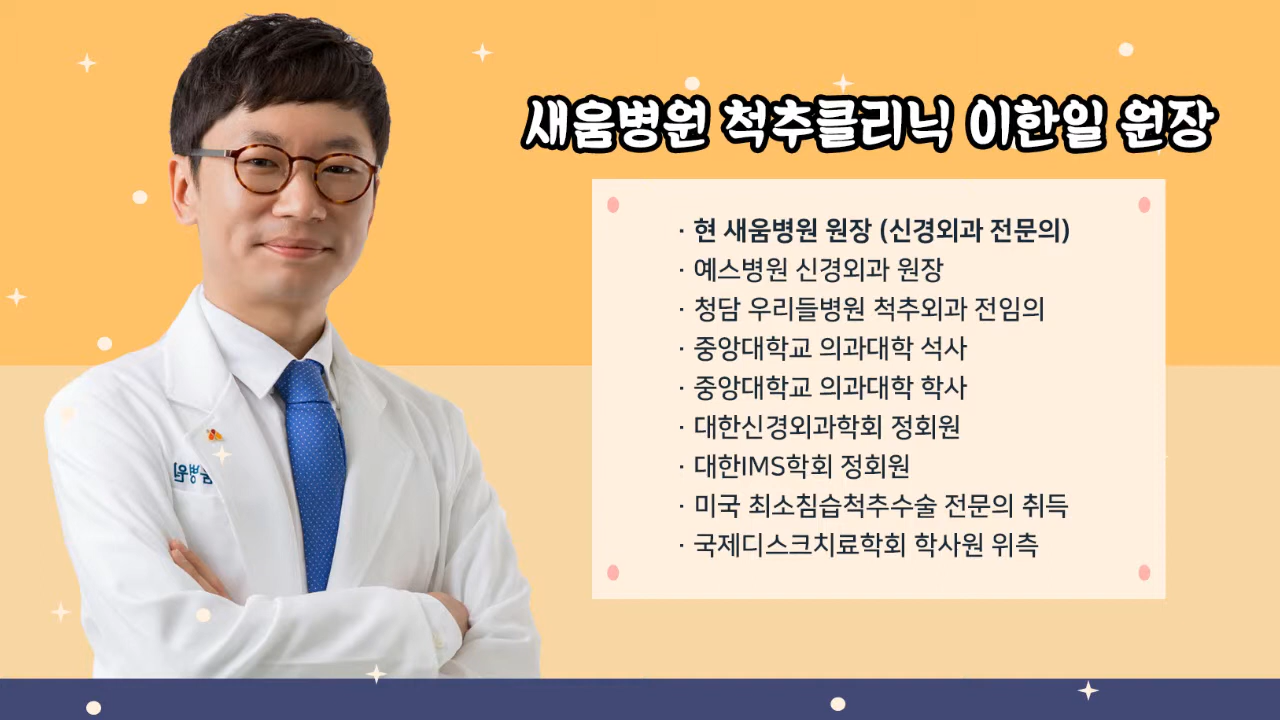 새움병원 척추클리닉 이한일 원장
· 현 새움병원 원장 (신경외과 전문의)
· 예스병원 신경외과 원장
· 청담 우리들병원 척추외과 전임의
· 중앙대학교 의과대학 석사
· 중앙대학교 의과대학 학사
· 대한신경외과학회 정회원
· 대한IMS학회 정회원
· 미국 최소침습척추수술 전문의 취득
· 국제디스크치료학회 학사원 위측